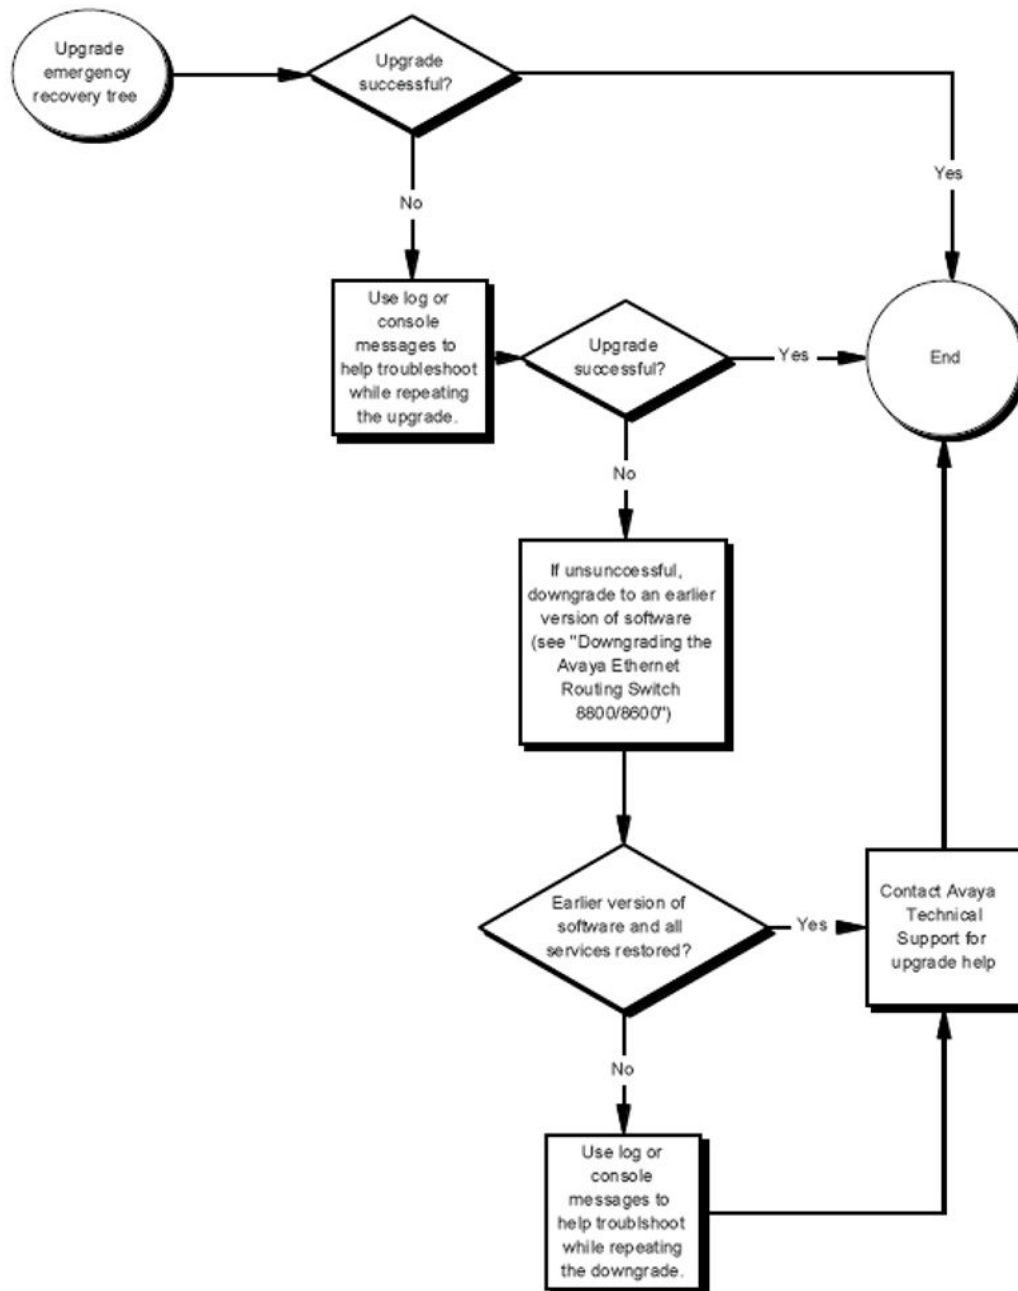 Upgrade
emergency
recovery tree
Upgrade
successful?
Yes
No
Use log or
console
messages to
help troubleshoot
while repeating
the upgrade.
Upgrade
successful?
Yes
End
No
If unsuncoessful,
downgrade to an earlier
version of software
(see "Downgrading the
Avaya Ethernet
Routing Switch
8800/8600")
Earlier version of
software and all
services restored?
Yes
Contact Avaya
Technical
Support for
upgrade help
No
Use log or
console
messages to
help troublshoot
while repeating
the downgrade.